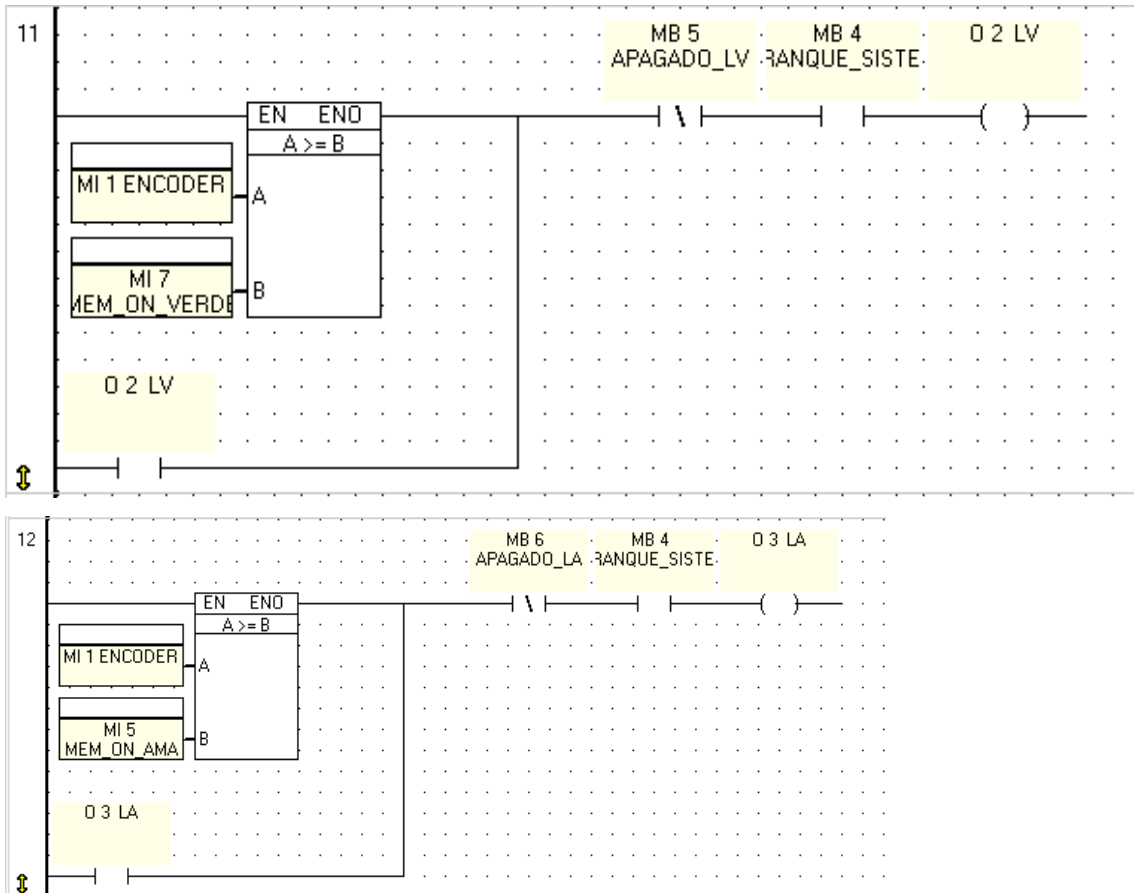 11
MB 5
APAGADO_LV
MB 4
RANQUE_SISTE
O 2 LV
EN ENO
A >= B
MI 1 ENCODER
A
MI 7
MEM_ON_VERDE
B
O 2 LV
12
MB 6
APAGADO_LA
MB 4
RANQUE_SISTE
O 3 LA
EN ENO
A >= B
MI 1 ENCODER
A
MI 5
MEM_ON_AMA
B
O 3 LA